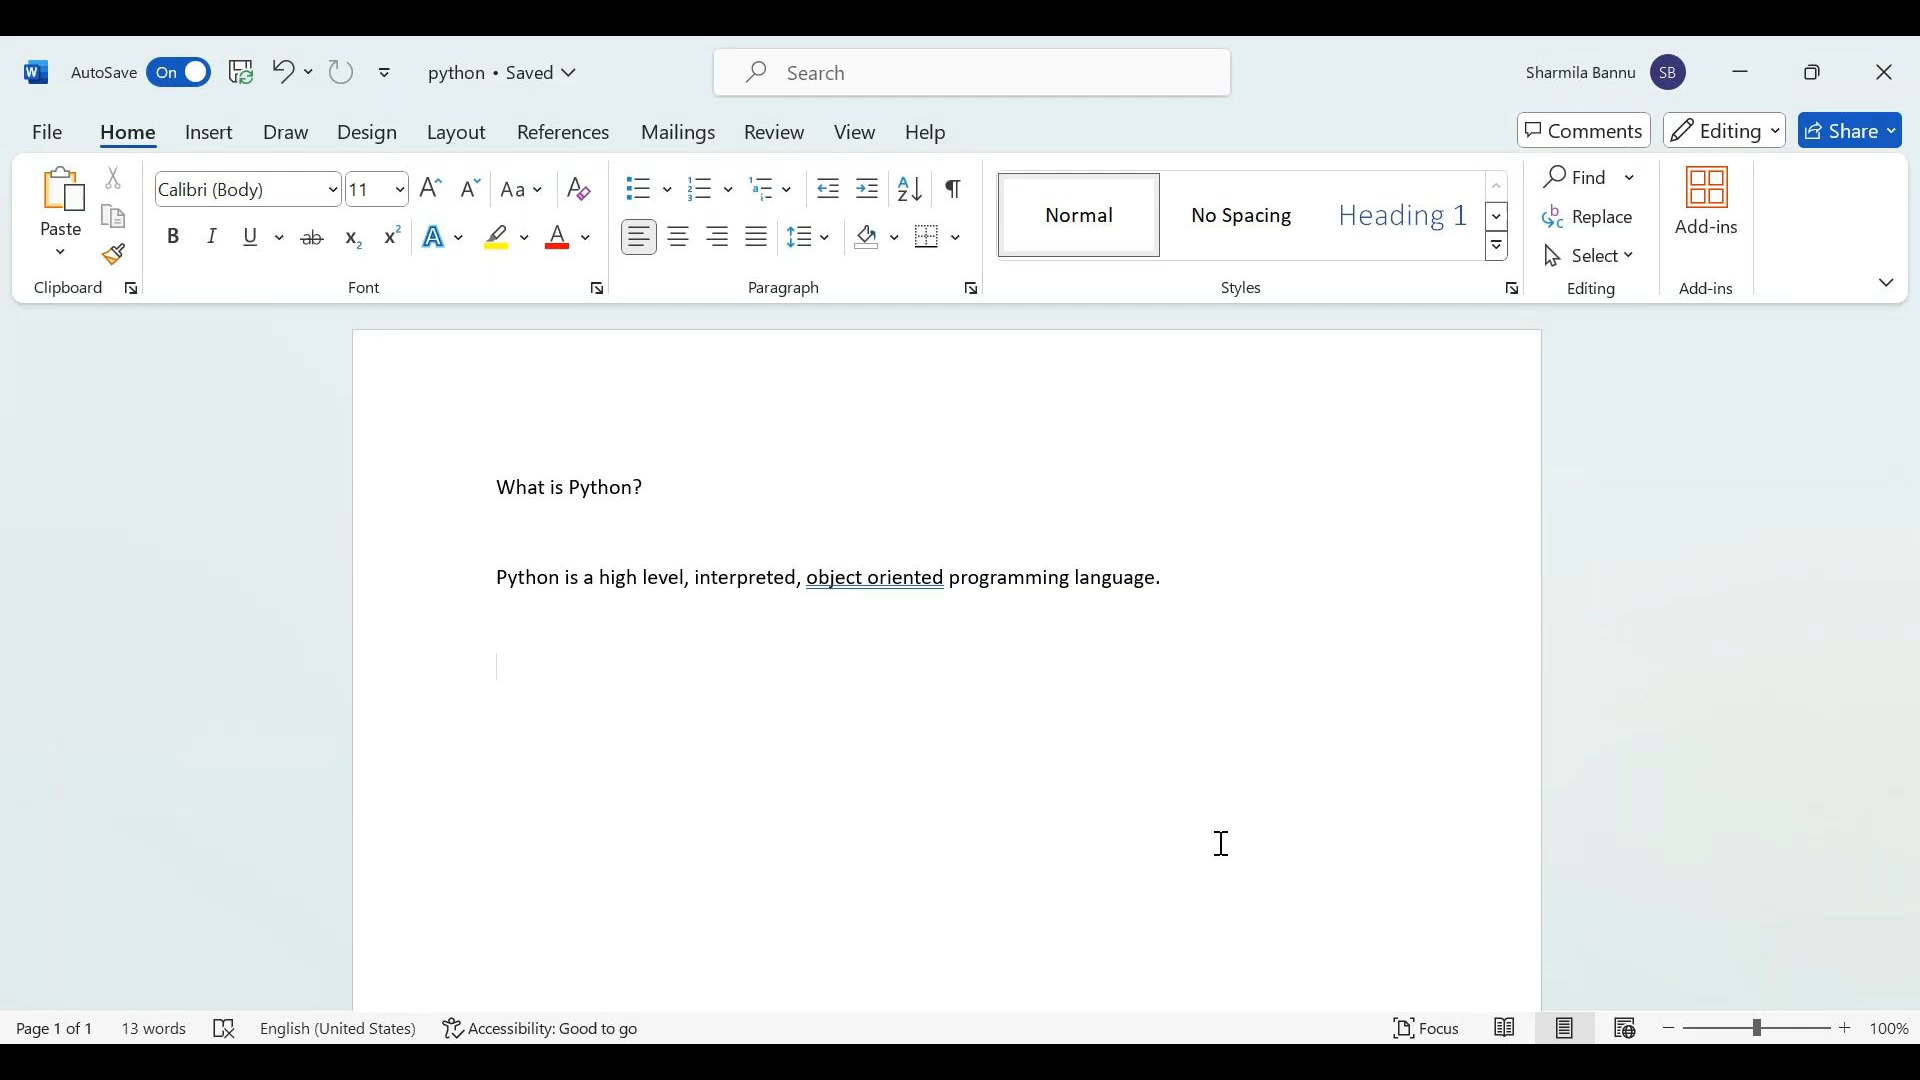 AutoSave On python • Saved Search Sharmila Bannu SB
File Home Insert Draw Design Layout References Mailings Review View Help Comments Editing Share
Paste
Clipboard
Calibri (Body) 11 Aa
B I U ab x2 x2 A A
Font
Paragraph
Normal No Spacing Heading 1
Styles
Find
Replace
Select
Editing
Add-ins
Add-ins
What is Python?
Python is a high level, interpreted, object oriented programming language.
Page 1 of 1 13 words English (United States) Accessibility: Good to go Focus 100%